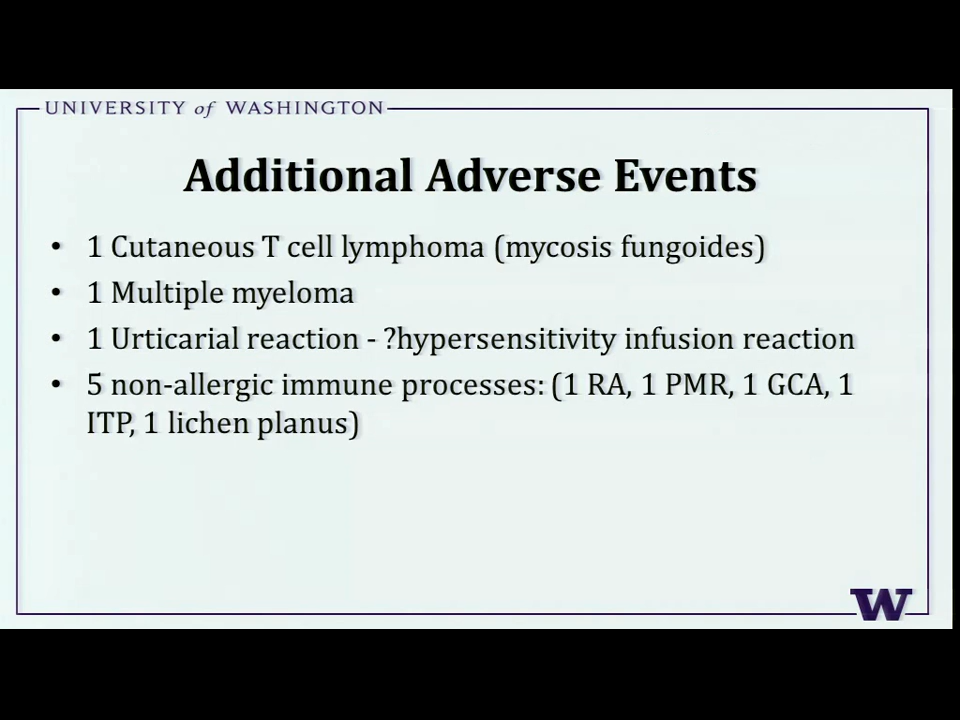 UNIVERSITY of WASHINGTON
Additional Adverse Events
• 1 Cutaneous T cell lymphoma (mycosis fungoides)
• 1 Multiple myeloma
• 1 Urticarial reaction - ?hypersensitivity infusion reaction
• 5 non-allergic immune processes: (1 RA, 1 PMR, 1 GCA, 1
ITP, 1 lichen planus)
W